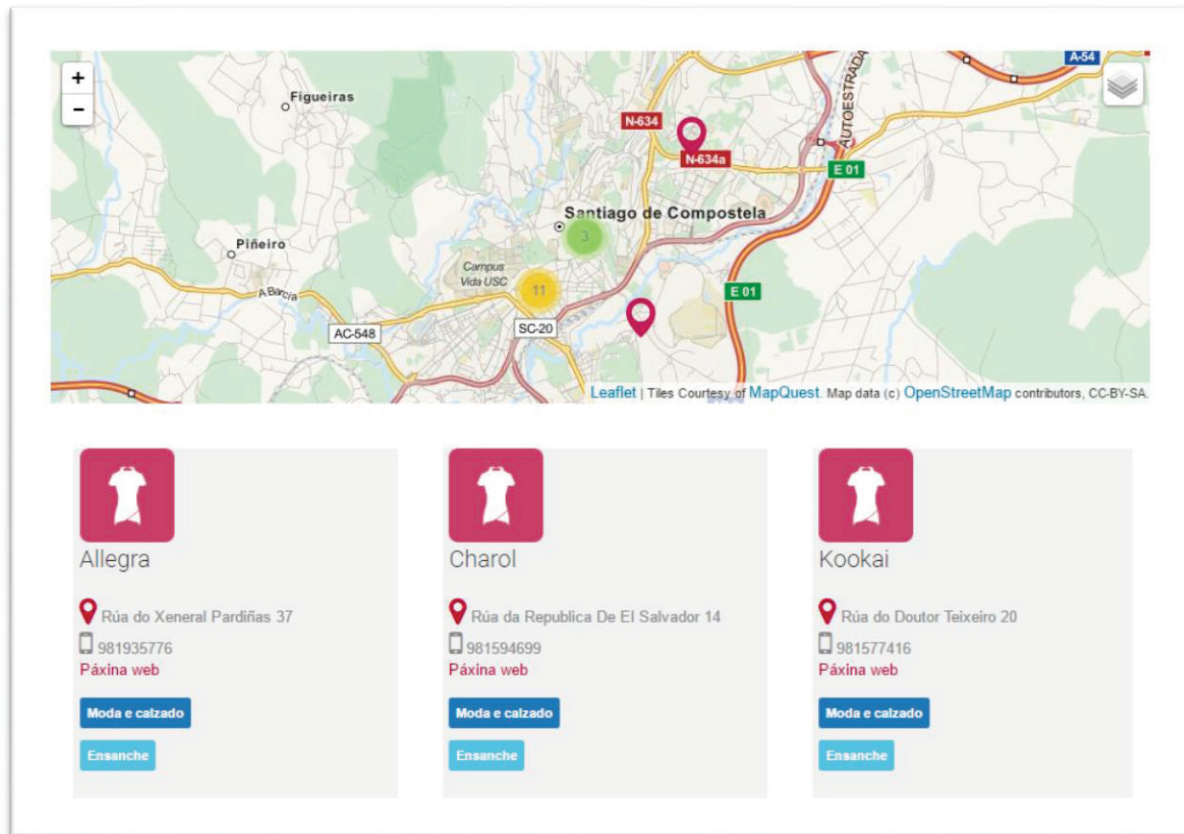 +
-
Figueiras
A-54
AUTOESTRADA
N-634
N-634a
E 01
Santiago de Compostela
3
Piñeiro
Campus
Vida USC
A Barcia
11
E 01
SC-20
AC-548
Leaflet | Tiles Courtesy of MapQuest. Map data (c) OpenStreetMap contributors, CC-BY-SA.
Allegra
Rúa do Xeneral Pardiñas 37
981935776
Páxina web
Moda e calzado
Ensanche
Charol
Rúa da Republica De El Salvador 14
981594699
Páxina web
Moda e calzado
Ensanche
Kookai
Rúa do Doutor Teixeiro 20
981577416
Páxina web
Moda e calzado
Ensanche